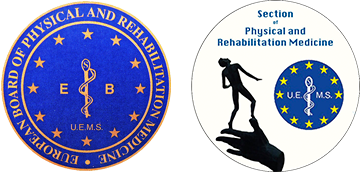 EUROPEAN BOARD OF PHYSICAL AND REHABILITATION MEDICINE
E B
U.E.M.S.
Section
of
Physical and
Rehabilitation Medicine
U.E. M.S.